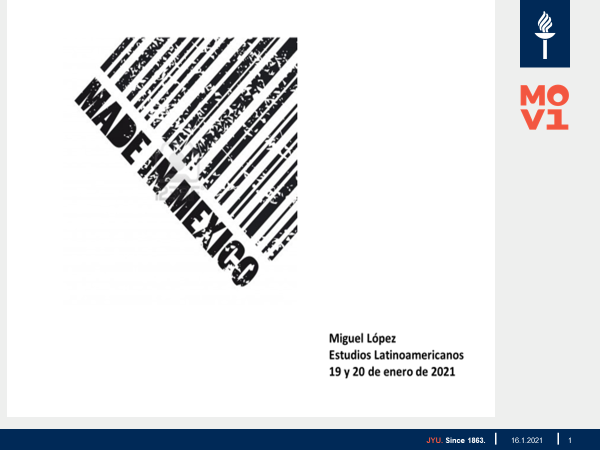 MADE IN MEXICO
MO
V1
Miguel López
Estudios Latinoamericanos
19 y 20 de enero de 2021
JYU. Since 1863.
16.1.2021
1